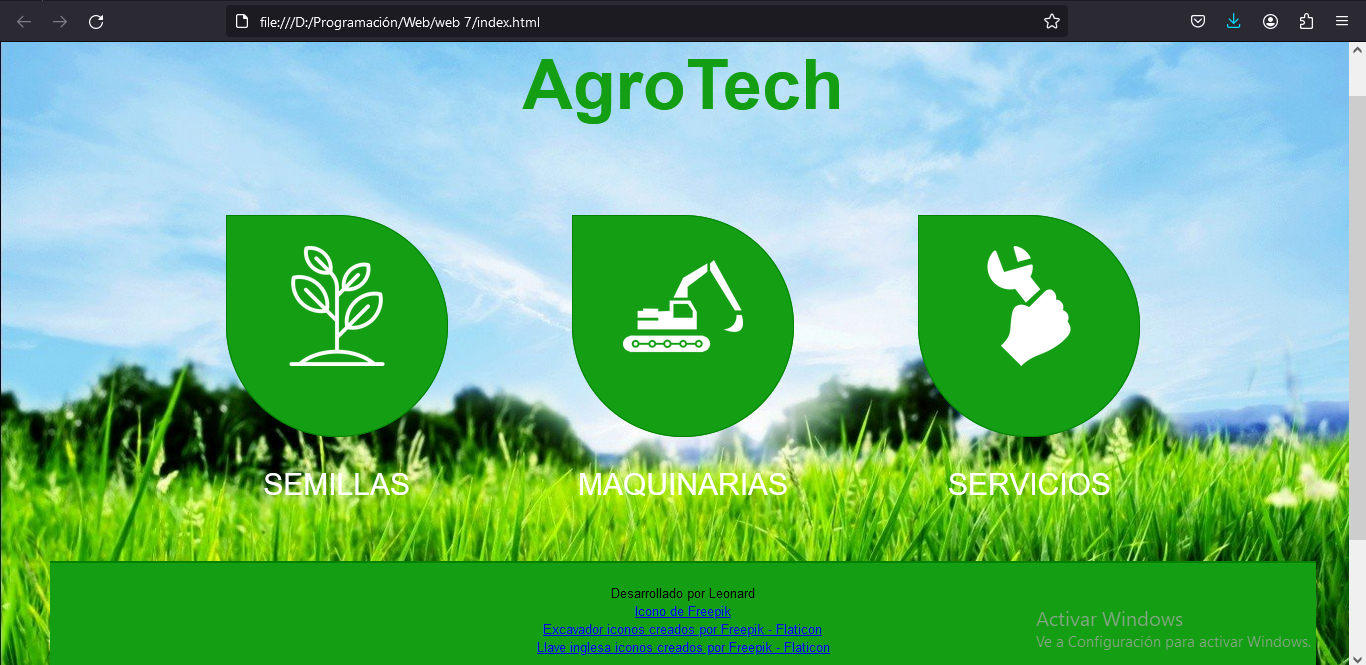 file:///D:/Programación/Web/web 7/index.html
AgroTech
SEMILLAS
MAQUINARIAS
SERVICIOS
Desarrollado por Leonard
Icono de Freepik
Excavador iconos creados por Freepik - Flaticon
Llave inglesa iconos creados por Freepik - Flaticon
Activar Windows
Ve a Configuración para activar Windows.